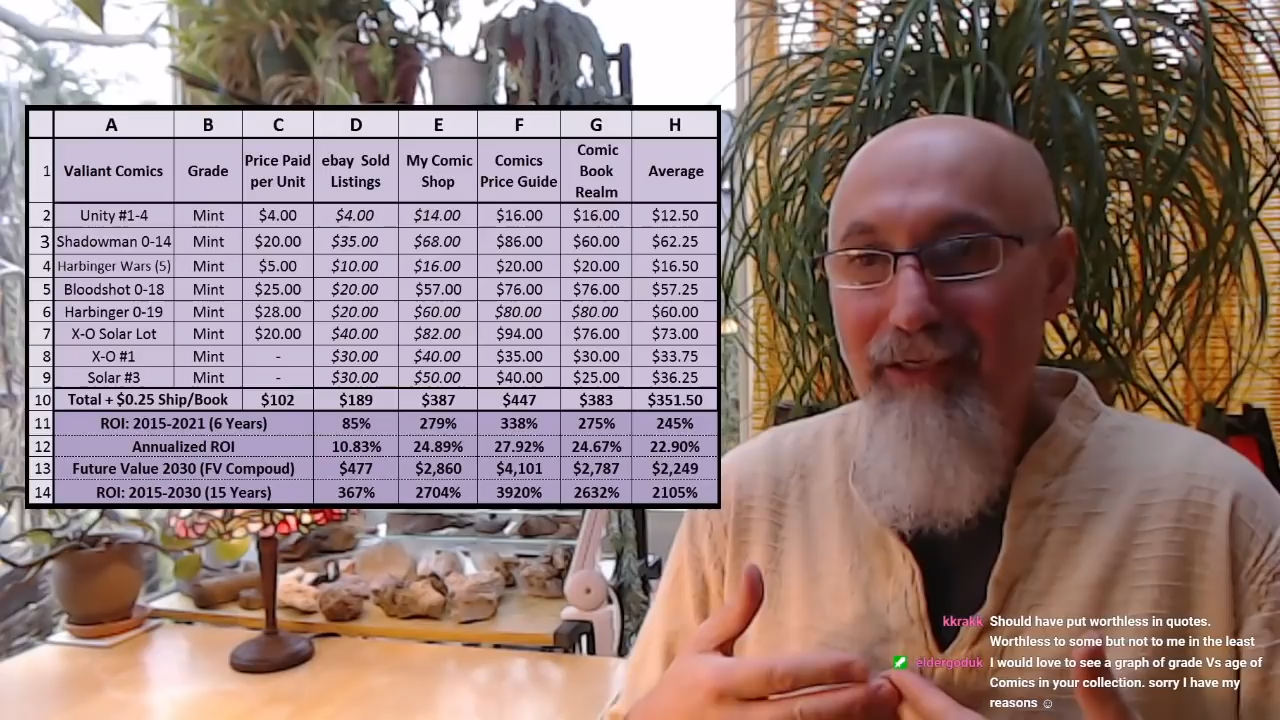 A B C D E F G H
1 Valiant Comics Grade Price Paid per Unit ebay Sold Listings My Comic Shop Comics Price Guide Comic Book Realm Average
2 Unity #1-4 Mint $4.00 $4.00 $14.00 $16.00 $16.00 $12.50
3 Shadowman 0-14 Mint $20.00 $35.00 $68.00 $86.00 $60.00 $62.25
4 Harbinger Wars (5) Mint $5.00 $10.00 $16.00 $20.00 $20.00 $16.50
5 Bloodshot 0-18 Mint $25.00 $20.00 $57.00 $76.00 $76.00 $57.25
6 Harbinger 0-19 Mint $28.00 $20.00 $60.00 $80.00 $80.00 $60.00
7 X-O Solar Lot Mint $20.00 $40.00 $82.00 $94.00 $76.00 $73.00
8 X-O #1 Mint - $30.00 $40.00 $35.00 $30.00 $33.75
9 Solar #3 Mint - $30.00 $50.00 $40.00 $25.00 $36.25
10 Total + $0.25 Ship/Book $102 $189 $387 $447 $383 $351.50
11 ROI: 2015-2021 (6 Years) 85% 279% 338% 275% 245%
12 Annualized ROI 10.83% 24.89% 27.92% 24.67% 22.90%
13 Future Value 2030 (FV Compoud) $477 $2,860 $4,101 $2,787 $2,249
14 ROI: 2015-2030 (15 Years) 367% 2704% 3920% 2632% 2105%
kkrakk Should have put worthless in quotes.
Worthless to some but not to me in the least
eldergoduk I would love to see a graph of grade Vs age of
Comics in your collection. sorry I have my
reasons ☺